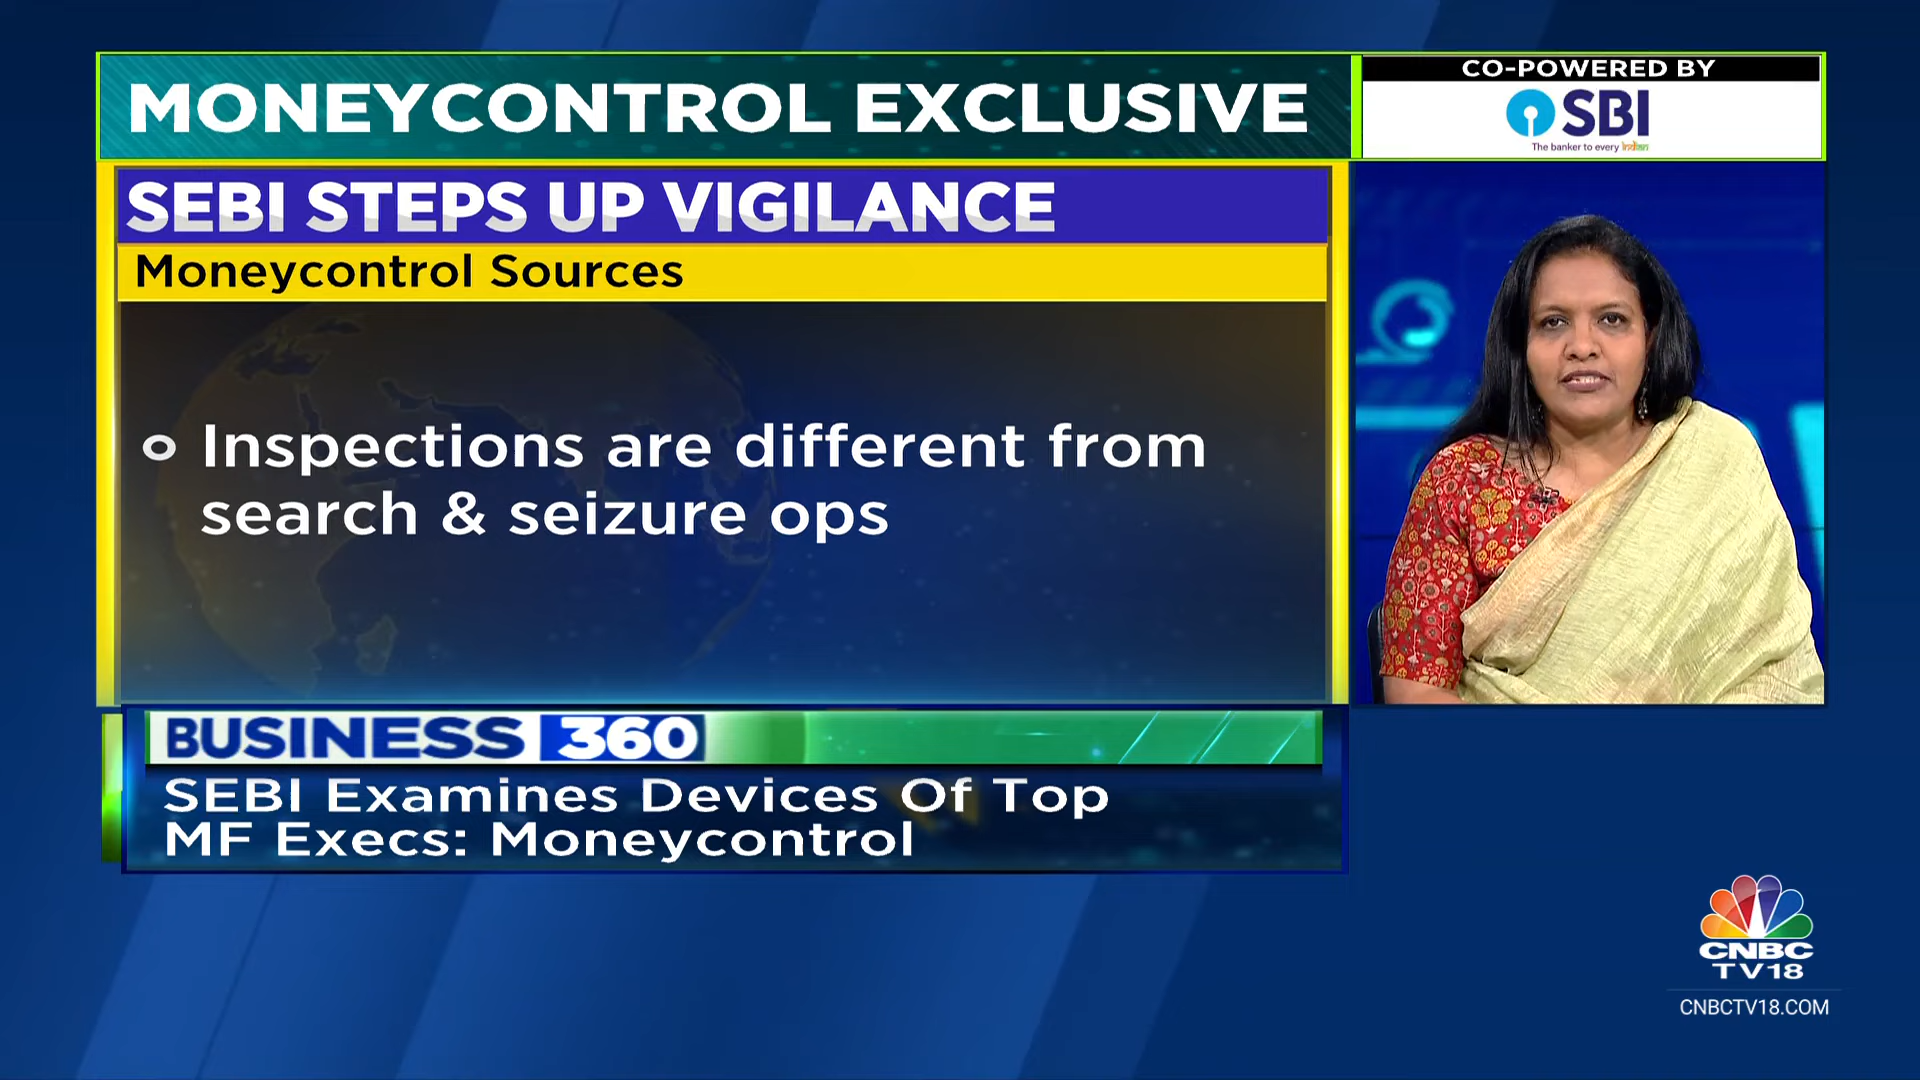 MONEYCONTROL EXCLUSIVE
CO-POWERED BY
SBI
The banker to every Indian
SEBI STEPS UP VIGILANCE
Moneycontrol Sources
o Inspections are different from
search & seizure ops
BUSINESS 360
SEBI Examines Devices Of Top
MF Execs: Moneycontrol
CNBC
TV18
CNBCTV18.COM